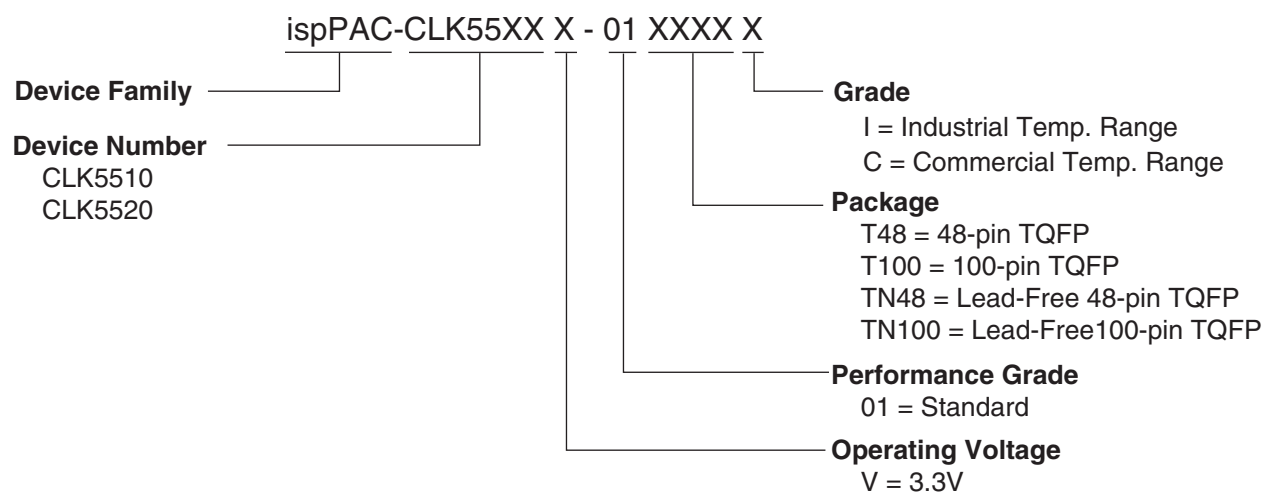 ispPAC-CLK55XX X - 01 XXXX X
Device Family
Device Number
CLK5510
CLK5520
Grade
I = Industrial Temp. Range
C = Commercial Temp. Range
Package
T48 = 48-pin TQFP
T100 = 100-pin TQFP
TN48 = Lead-Free 48-pin TQFP
TN100 = Lead-Free100-pin TQFP
Performance Grade
01 = Standard
Operating Voltage
V = 3.3V